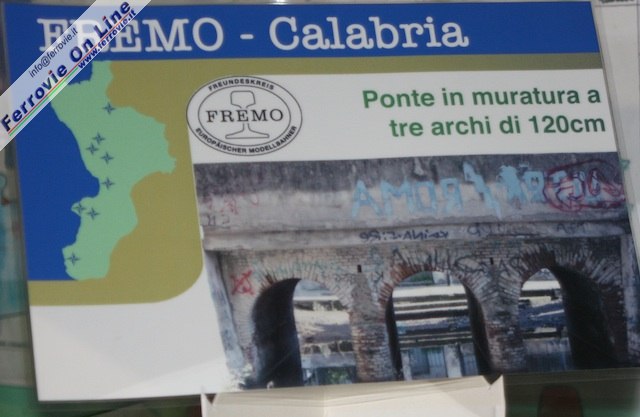 FREMO - Calabria
info@ferrovie.it
Ferrovie On Line
www.ferrovie.it
FREUNDESKREIS
FREMO
EUROPÄISCHER MODELLBAHNER
Ponte in muratura a
tre archi di 120cm